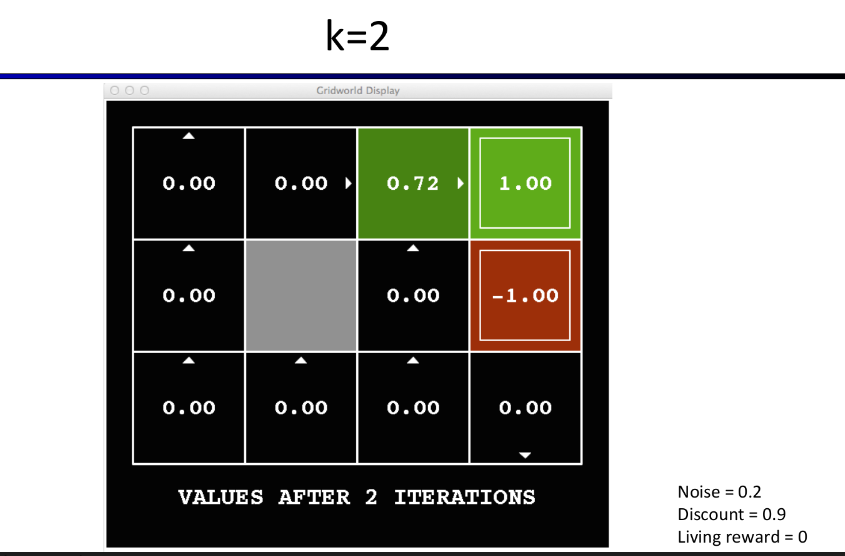 k=2
Gridworld Display
0.00 0.00 0.72 1.00
0.00 0.00 -1.00
0.00 0.00 0.00 0.00
VALUES AFTER 2 ITERATIONS
Noise = 0.2
Discount = 0.9
Living reward = 0